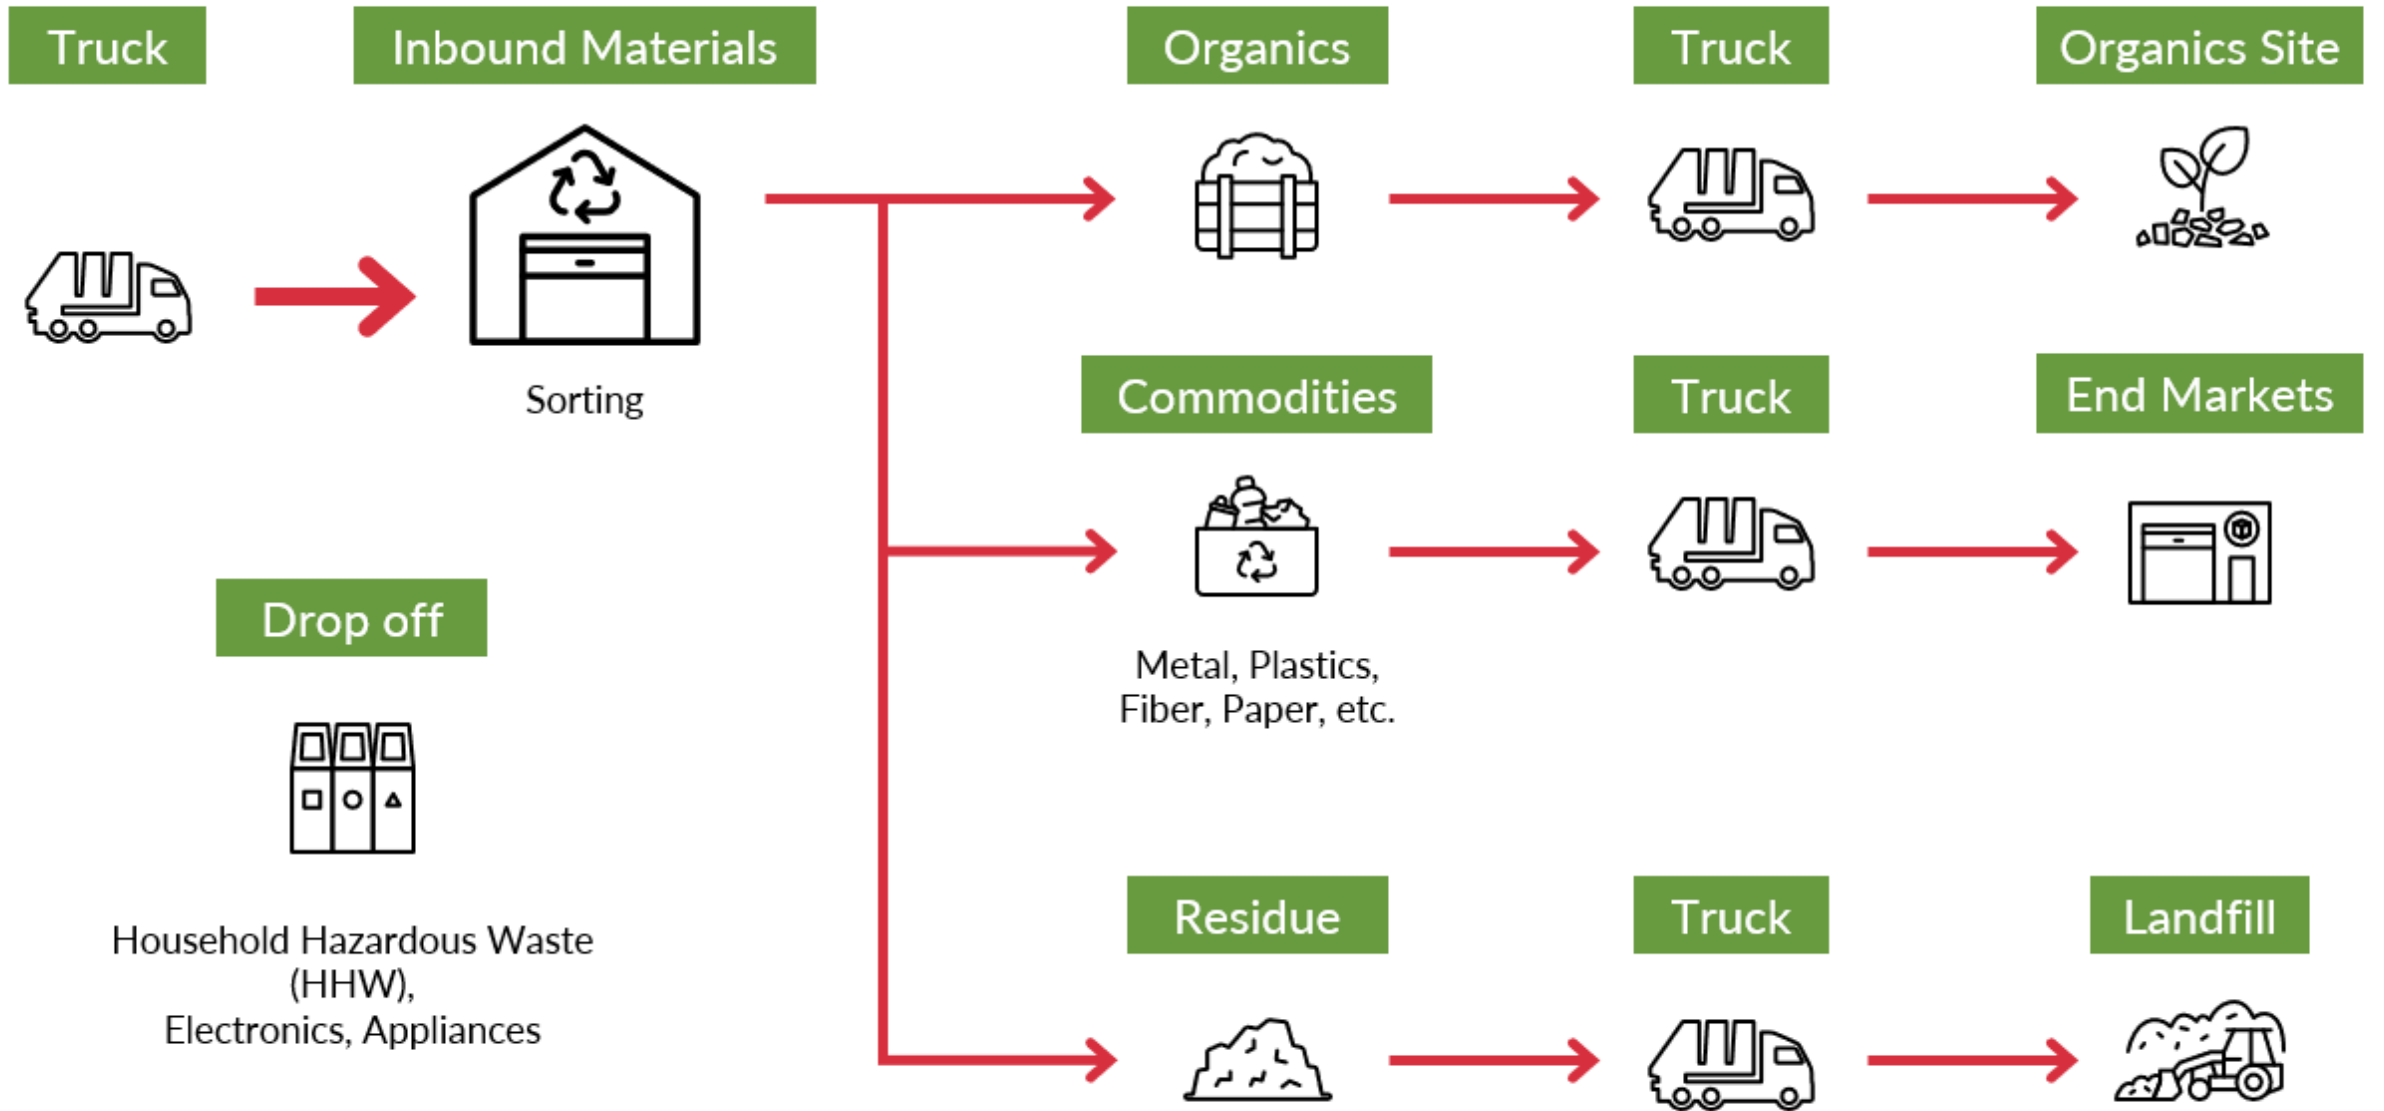 Truck
Inbound Materials
Organics
Truck
Organics Site
Sorting
Commodities
Truck
End Markets
Metal, Plastics,
Fiber, Paper, etc.
Drop off
Household Hazardous Waste
(HHW),
Electronics, Appliances
Residue
Truck
Landfill